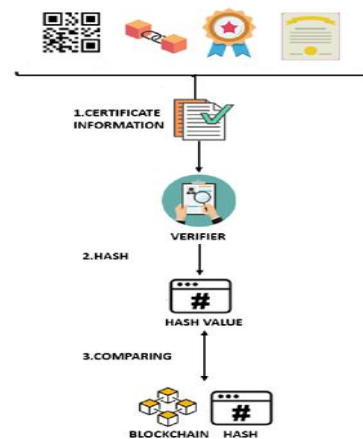 1.CERTIFICATE
INFORMATION
VERIFIER
2.HASH
#
HASH VALUE
3.COMPARING
#
BLOCKCHAIN HASH